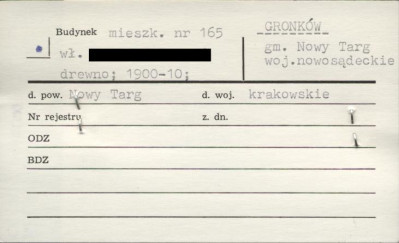 Budynek mieszk. nr 165
wł.
drewno; 1900-10;
GRONKÓW
gm. Nowy Targ
woj.nowosądeckie
d. pow. Nowy Targ d. woj. krakowskie
Nr rejestru z. dn.
ODZ
BDZ